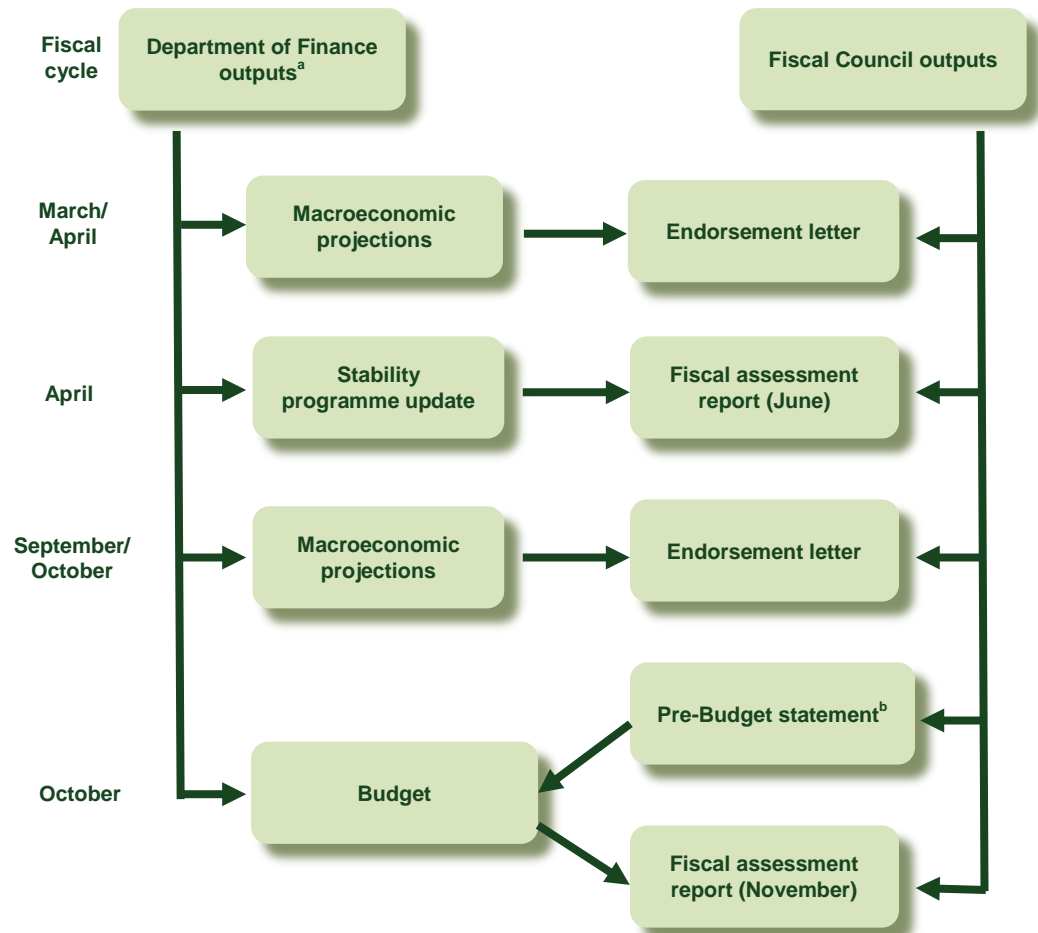 Fiscal
cycle
Department of Finance
outputsᵃ
Fiscal Council outputs
March/
April
Macroeconomic
projections
Endorsement letter
April
Stability
programme update
Fiscal assessment
report (June)
September/
October
Macroeconomic
projections
Endorsement letter
Pre-Budget statementᵇ
October
Budget
Fiscal assessment
report (November)